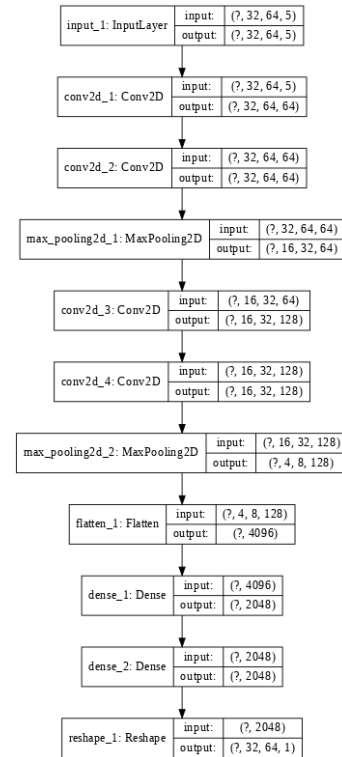 input_1: InputLayer
input: (?, 32, 64, 5)
output: (?, 32, 64, 5)
conv2d_1: Conv2D
input: (?, 32, 64, 5)
output: (?, 32, 64, 64)
conv2d_2: Conv2D
input: (?, 32, 64, 64)
output: (?, 32, 64, 64)
max_pooling2d_1: MaxPooling2D
input: (?, 32, 64, 64)
output: (?, 16, 32, 64)
conv2d_3: Conv2D
input: (?, 16, 32, 64)
output: (?, 16, 32, 128)
conv2d_4: Conv2D
input: (?, 16, 32, 128)
output: (?, 16, 32, 128)
max_pooling2d_2: MaxPooling2D
input: (?, 16, 32, 128)
output: (?, 4, 8, 128)
flatten_1: Flatten
input: (?, 4, 8, 128)
output: (?, 4096)
dense_1: Dense
input: (?, 4096)
output: (?, 2048)
dense_2: Dense
input: (?, 2048)
output: (?, 2048)
reshape_1: Reshape
input: (?, 2048)
output: (?, 32, 64, 1)